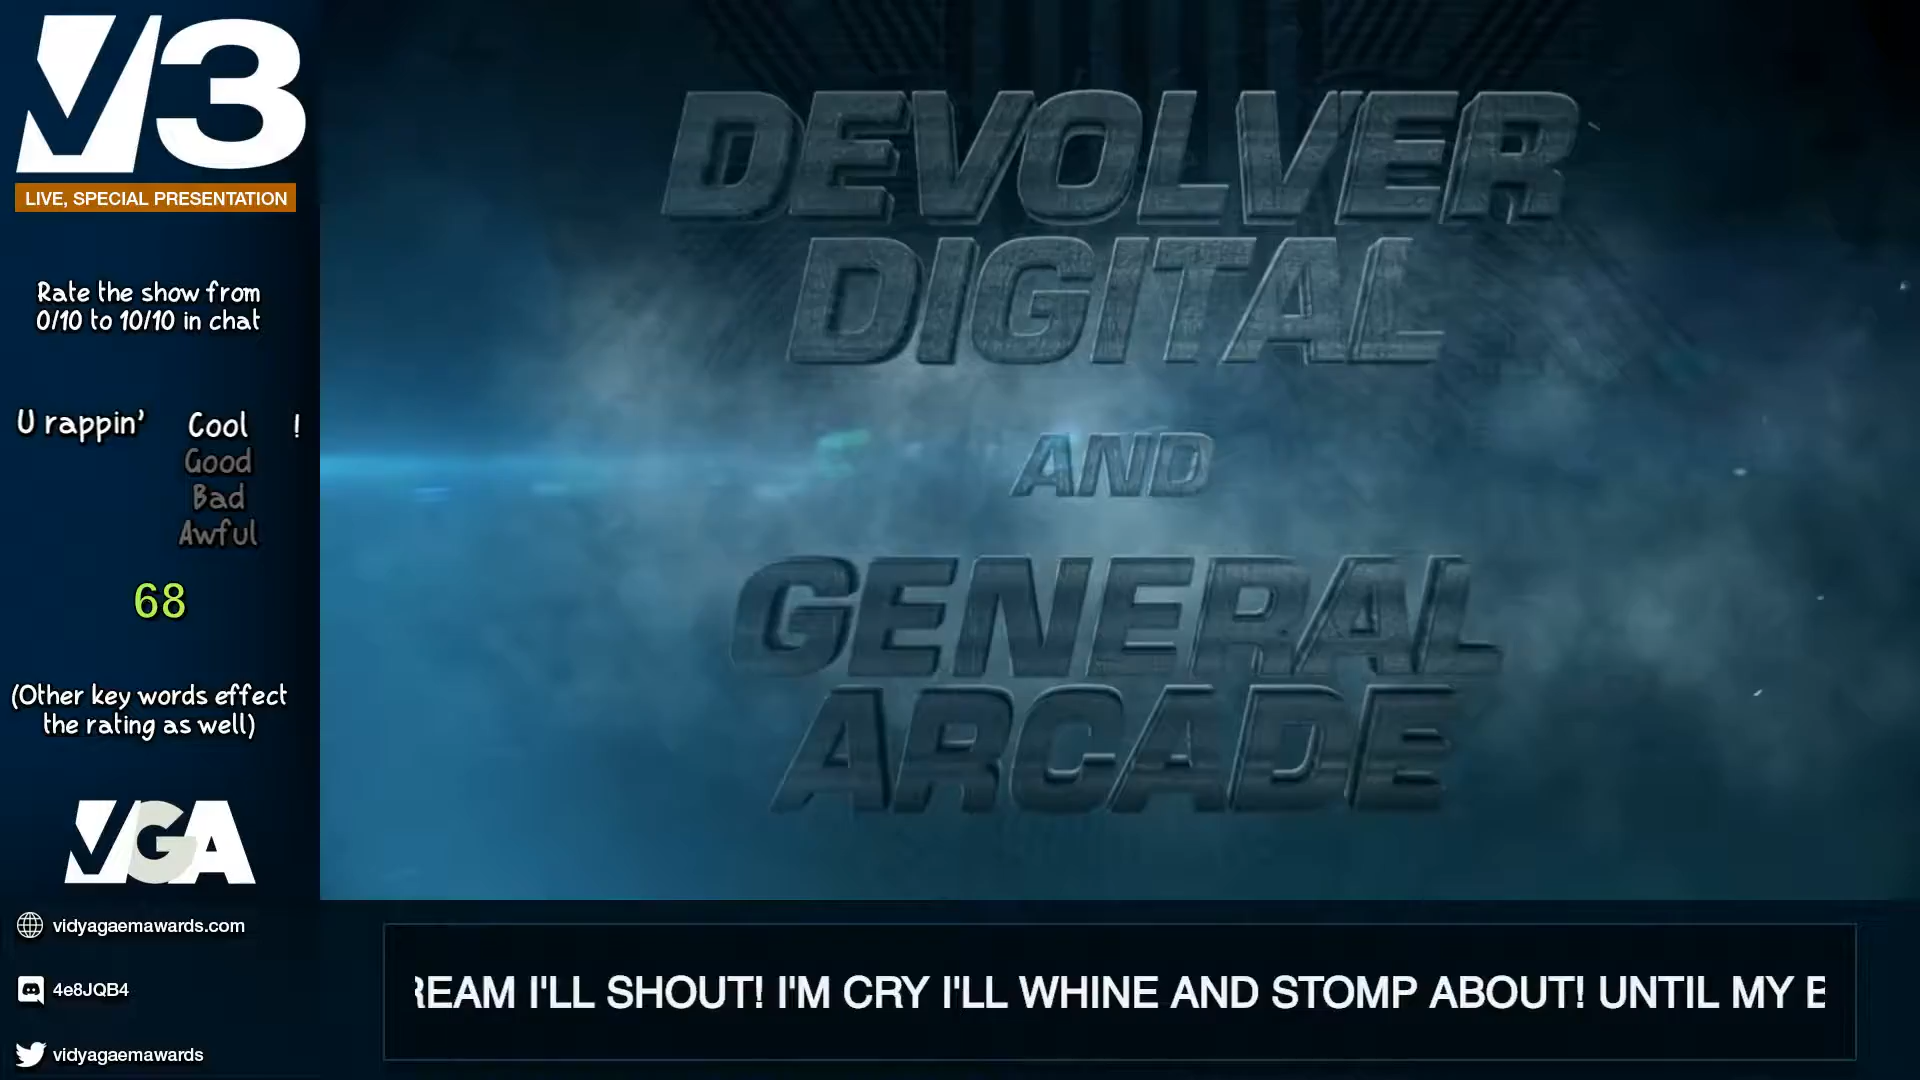 V3
LIVE, SPECIAL PRESENTATION
Rate the show from
0/10 to 10/10 in chat
U rappin' Cool !
Good
Bad
Awful
68
(Other key words effect
the rating as well)
VGA
vidyagaemawards.com
4e8JQB4
vidyagaemawards
DEVOLVER
DIGITAL
AND
GENERAL
ARCADE
REAM I'LL SHOUT! I'M CRY I'LL WHINE AND STOMP ABOUT! UNTIL MY